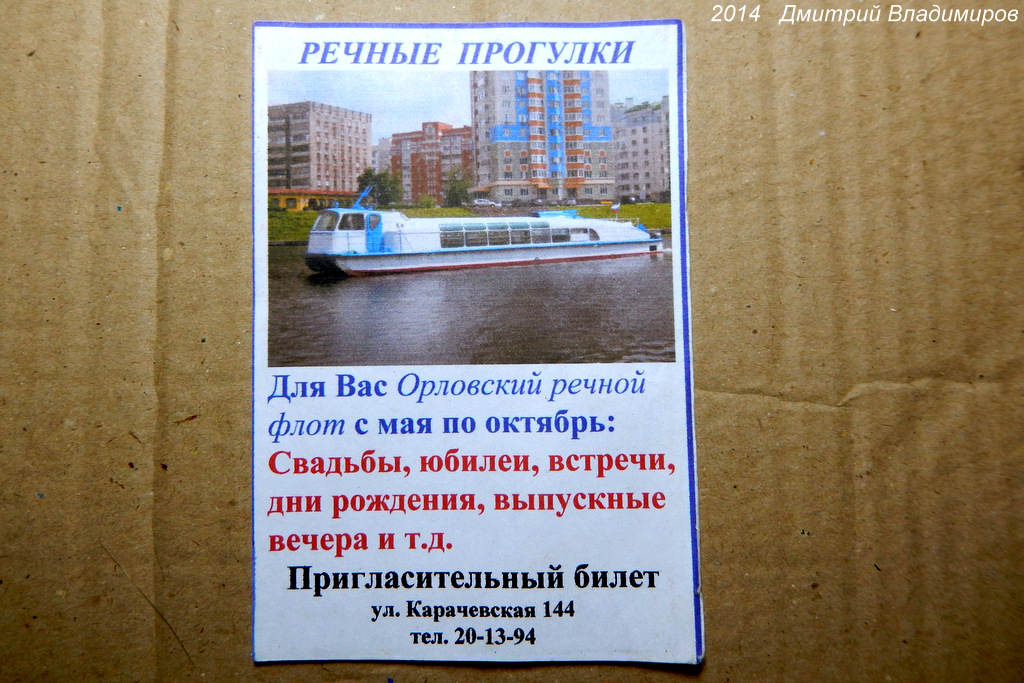 2014 Дмитрий Владимиров
РЕЧНЫЕ ПРОГУЛКИ
Для Вас Орловский речной
флот с мая по октябрь:
Свадьбы, юбилеи, встречи,
дни рождения, выпускные
вечера и т.д.
Пригласительный билет
ул. Карачевская 144
тел. 20-13-94